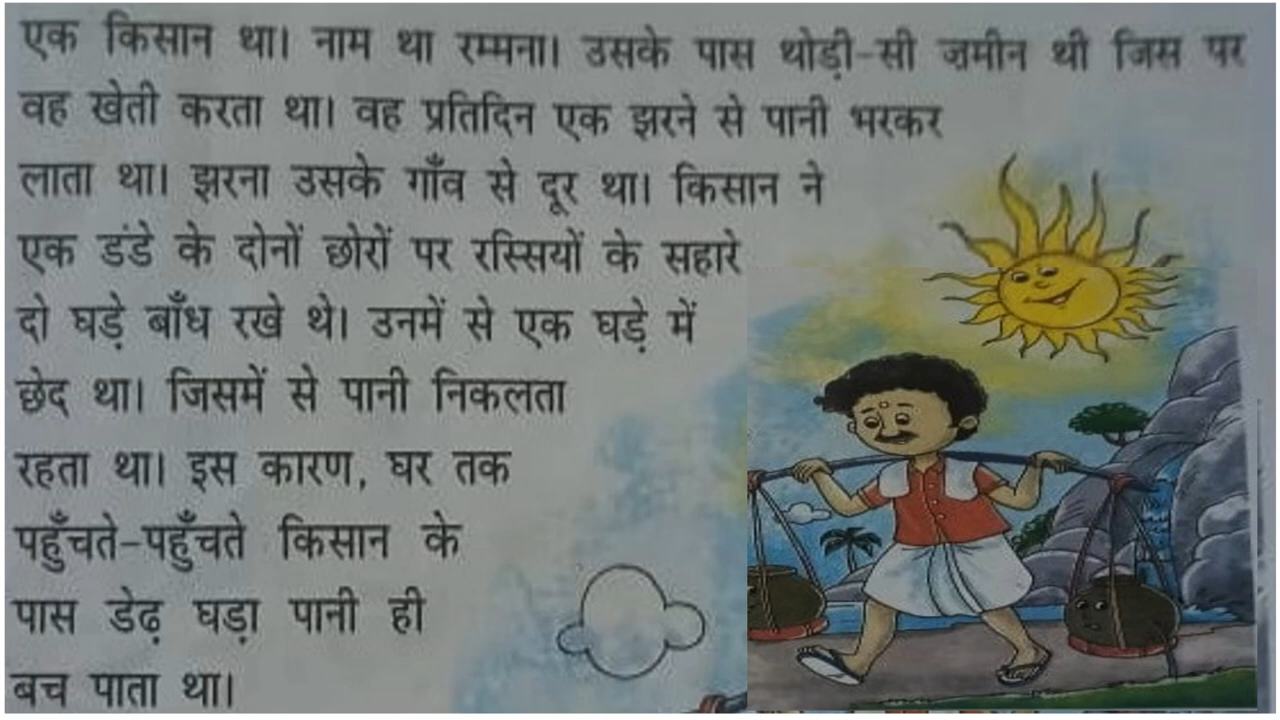 एक किसान था। नाम था रम्मना। उसके पास थोड़ी-सी ज़मीन थी जिस पर
वह खेती करता था। वह प्रतिदिन एक झरने से पानी भरकर
लाता था। झरना उसके गाँव से दूर था। किसान ने
एक डंडे के दोनों छोरों पर रस्सियों के सहारे
दो घड़े बाँध रखे थे। उनमें से एक घड़े में
छेद था। जिसमें से पानी निकलता
रहता था। इस कारण, घर तक
पहुँचते-पहुँचते किसान के
पास डेढ़ घड़ा पानी ही
बच पाता था।